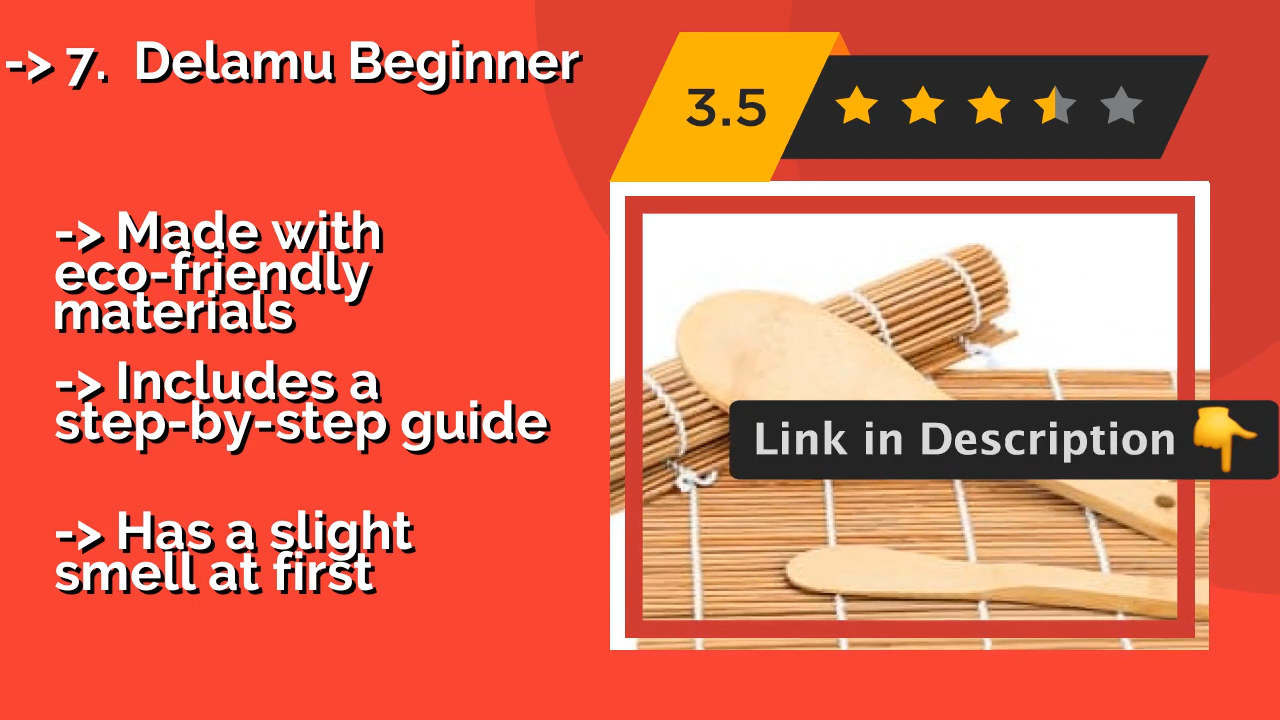 -> 7. Delamu Beginner
3.5
-> Made with
eco-friendly
materials
-> Includes a
step-by-step guide
-> Has a slight
smell at first
Link in Description 👇